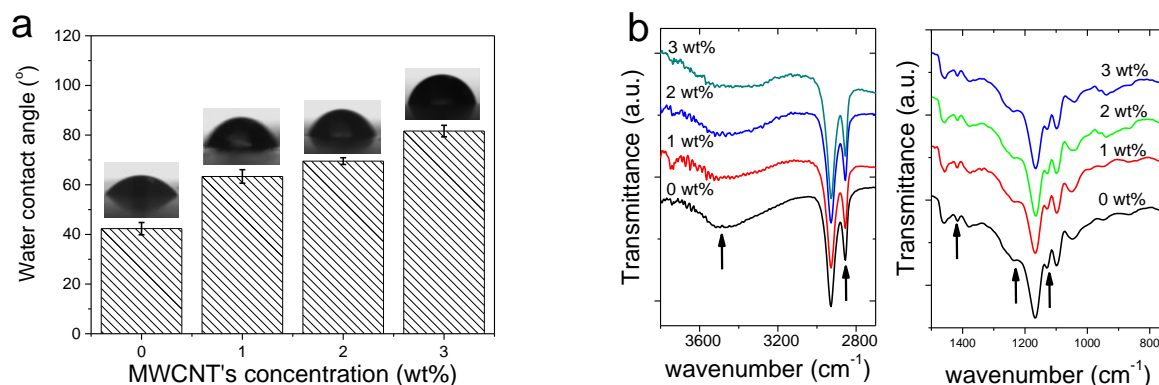 a
Water contact angle (°)
120
100
80
60
40
20
0
0 1 2 3
MWCNT's concentration (wt%)
b
Transmittance (a.u.)
3 wt%
2 wt%
1 wt%
0 wt%
3600 3200 2800
wavenumber (cm-1)
Transmittance (a.u.)
3 wt%
2 wt%
1 wt%
0 wt%
1400 1200 1000 800
wavenumber (cm-1)